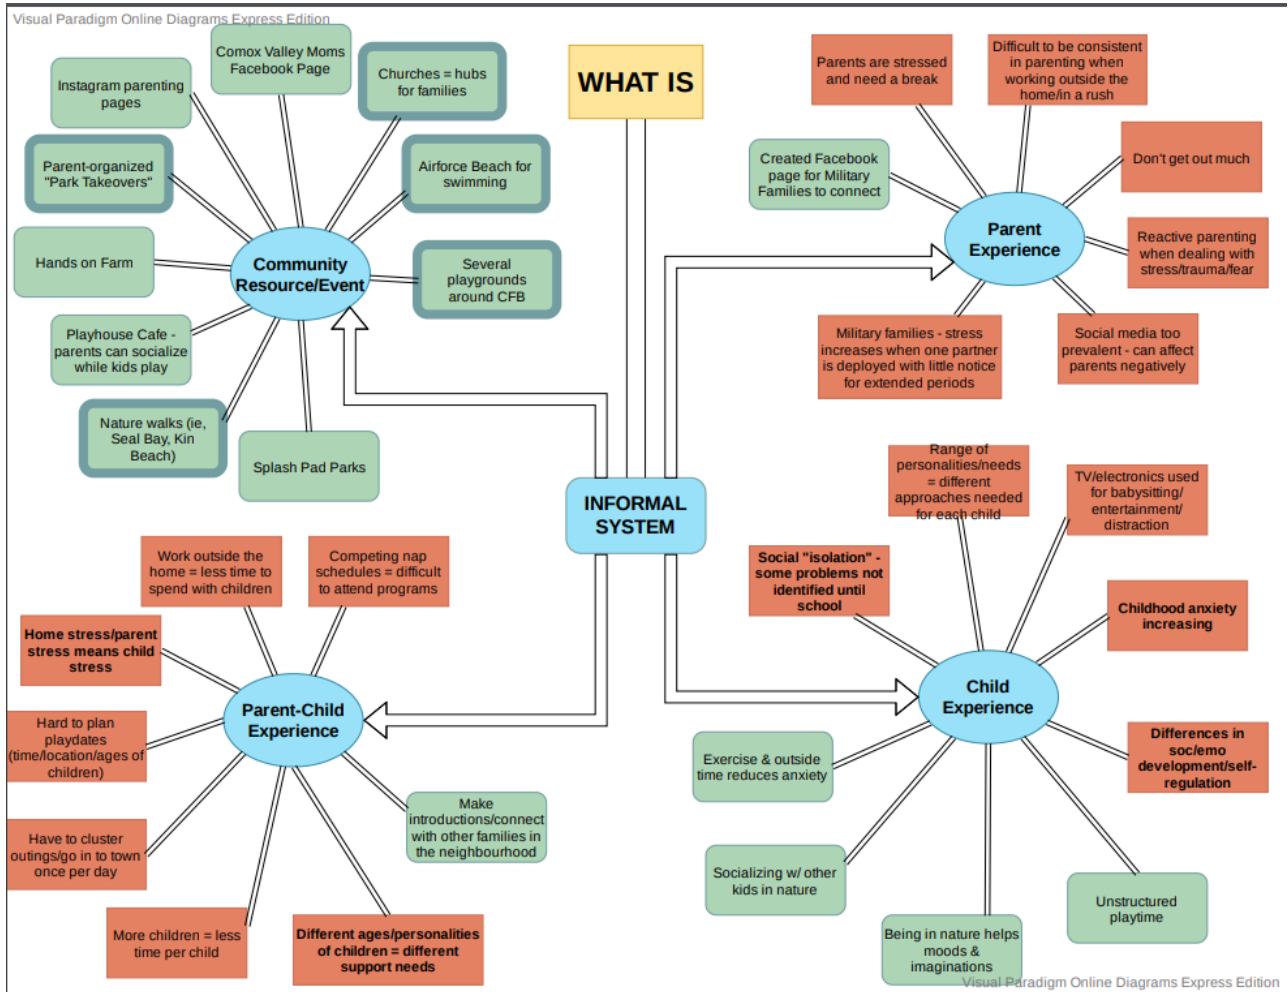 Visual Paradigm Online Diagrams Express Edition
Comox Valley Moms
Facebook Page
Churches = hubs
for families
Instagram parenting
pages
Parent-organized
"Park Takeovers"
Airforce Beach for
swimming
Hands on Farm
Community
Resource/Event
Several
playgrounds
around CFB
Playhouse Cafe -
parents can socialize
while kids play
Nature walks (ie,
Seal Bay, Kin
Beach)
Splash Pad Parks
WHAT IS
INFORMAL
SYSTEM
Parents are stressed
and need a break
Difficult to be consistent
in parenting when
working outside the
home/in a rush
Created Facebook
page for Military
Families to connect
Don't get out much
Parent
Experience
Reactive parenting
when dealing with
stress/trauma/fear
Military families - stress
increases when one partner
is deployed with little notice
for extended periods
Social media too
prevalent - can affect
parents negatively
Work outside the
home = less time to
spend with children
Competing nap
schedules = difficult
to attend programs
Home stress/parent
stress means child
stress
Parent-Child
Experience
Hard to plan
playdates
(time/location/ages of
children)
Have to cluster
outings/go in to town
once per day
Make
introductions/connect
with other families in
the neighbourhood
More children = less
time per child
Different ages/personalities
of children = different
support needs
Range of
personalities/needs
= different
approaches needed
for each child
TV/electronics used
for babysitting/
entertainment/
distraction
Social "isolation" -
some problems not
identified until
school
Childhood anxiety
increasing
Child
Experience
Exercise & outside
time reduces anxiety
Differences in
soc/emo
development/self-
regulation
Socializing w/ other
kids in nature
Being in nature helps
moods &
imaginations
Unstructured
playtime
Visual Paradigm Online Diagrams Express Edition